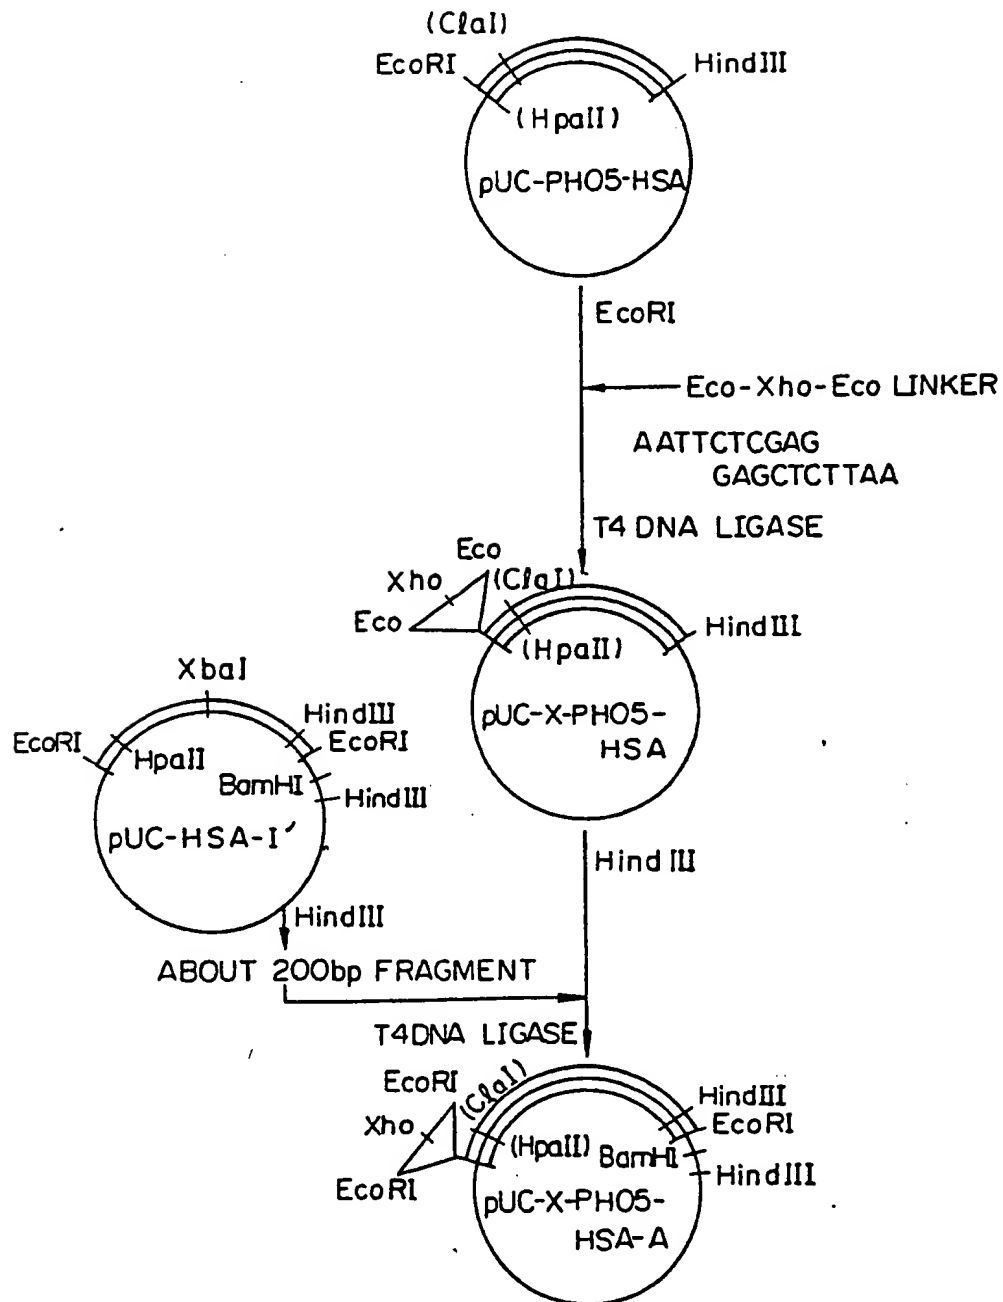 (ClaI)
EcoRI
HindIII
(HpaII)
pUC-PHO5-HSA
EcoRI
Eco-Xho-Eco LINKER
AATTCTCGAG
GAGCTCTTAA
T4 DNA LIGASE
Eco
Xho
(ClaI)
Eco
HindIII
(HpaII)
pUC-X-PHO5-
HSA
XbaI
HindIII
EcoRI
EcoRI
HpaII
BamHI
HindIII
pUC-HSA-I'
Hind III
HindIII
ABOUT 200bp FRAGMENT
T4DNA LIGASE
EcoRI
(ClaI)
Xho
HindIII
EcoRI
(HpaII)
BamHI
HindIII
EcoRI
pUC-X-PHO5-
HSA-A